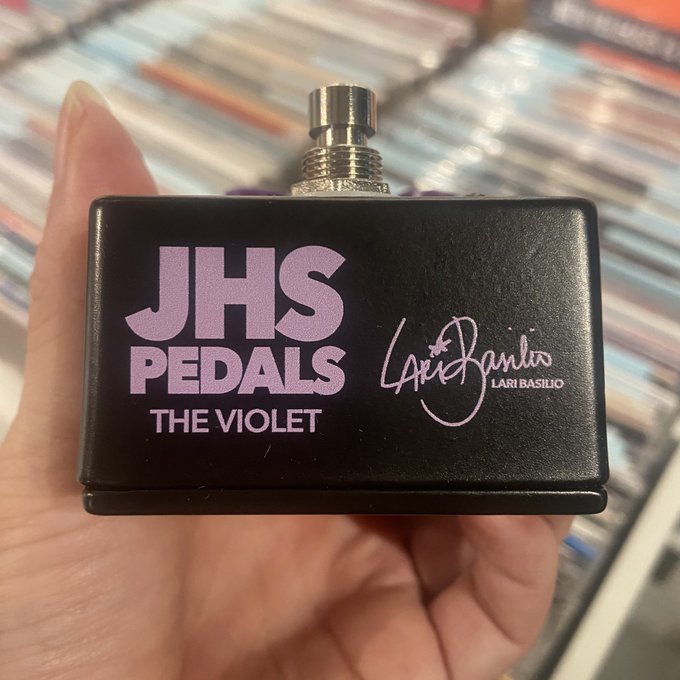 JHS
PEDALS
THE VIOLET
Lari Basilio
LARI BASILIO